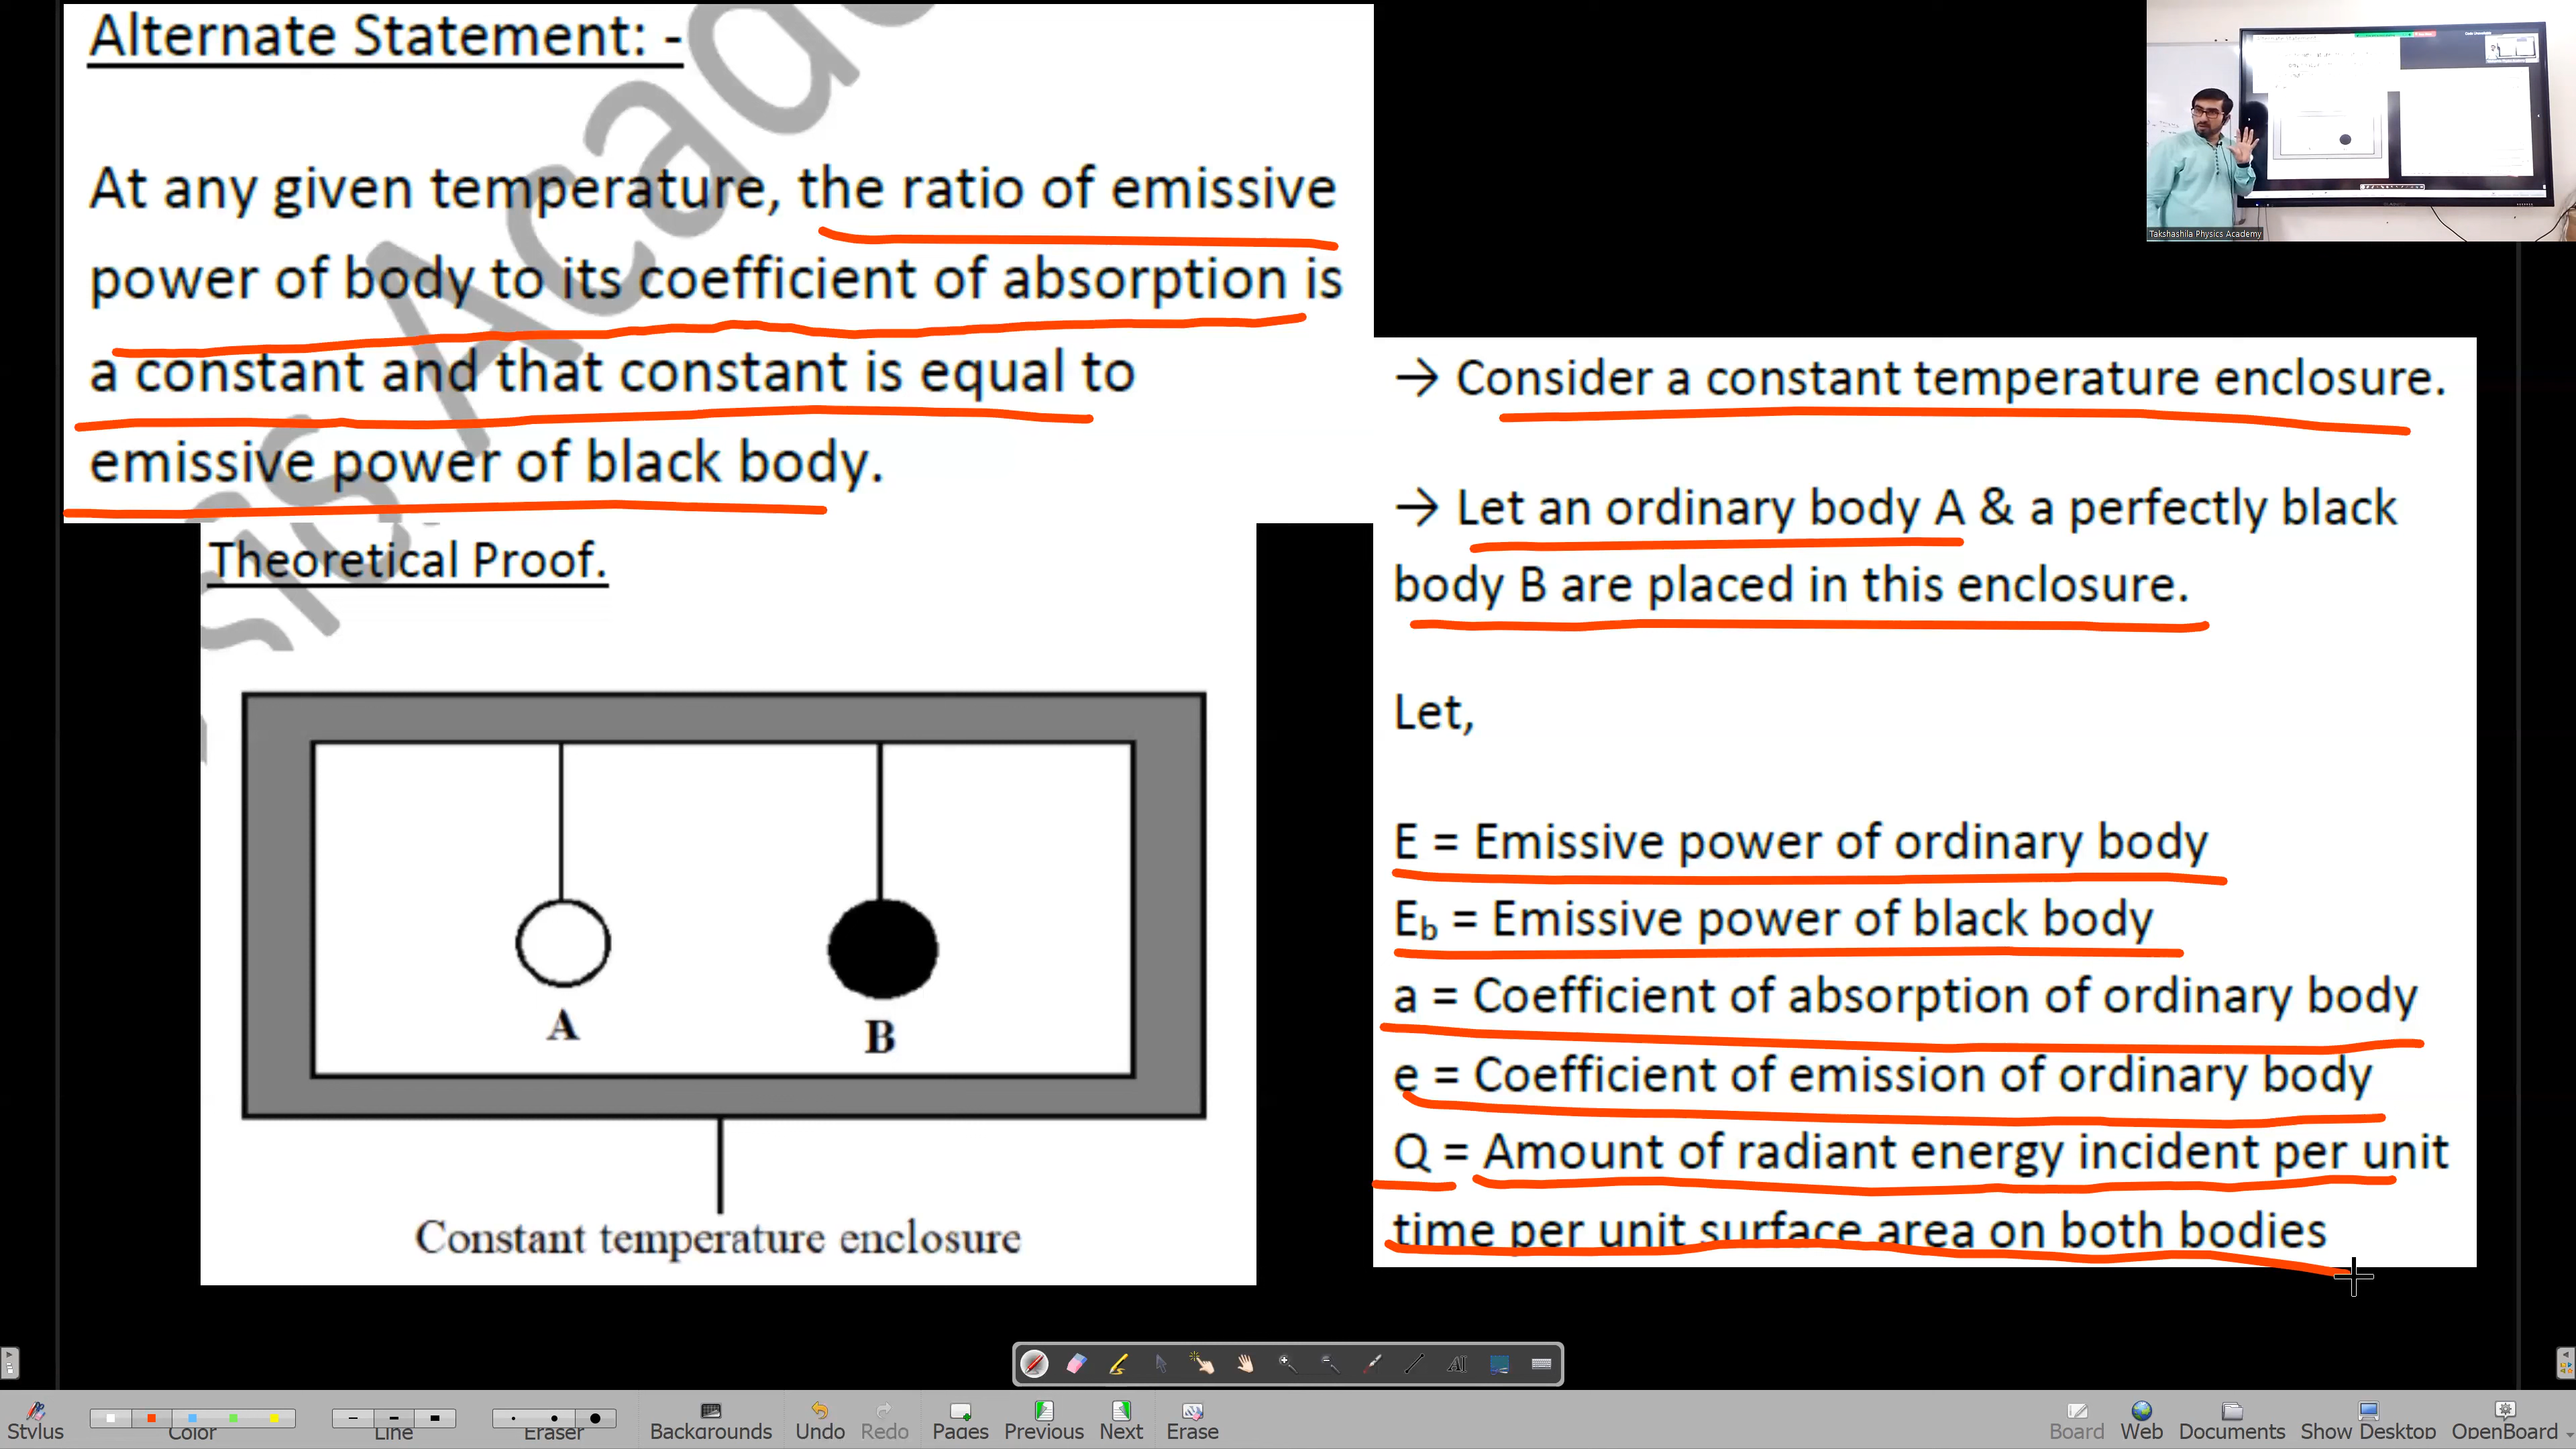 Alternate Statement: -
At any given temperature, the ratio of emissive
power of body to its coefficient of absorption is
a constant and that constant is equal to
emissive power of black body.
Theoretical Proof.
A
B
Constant temperature enclosure
→ Consider a constant temperature enclosure.
→ Let an ordinary body A & a perfectly black
body B are placed in this enclosure.
Let,
E = Emissive power of ordinary body
Eb = Emissive power of black body
a = Coefficient of absorption of ordinary body
e = Coefficient of emission of ordinary body
Q = Amount of radiant energy incident per unit
time per unit surface area on both bodies
Takshashila Physics Academy
Stylus
Color
Line
Eraser
Backgrounds
Undo
Redo
Pages
Previous
Next
Erase
Board
Web
Documents
Show Desktop
OpenBoard